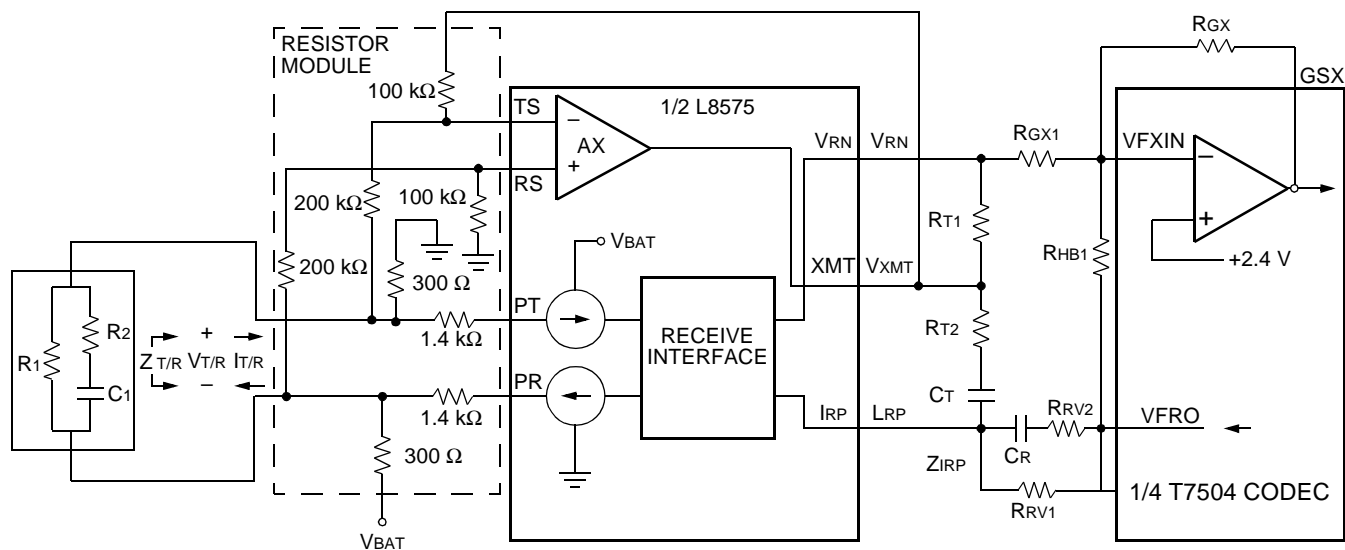 RGX
RESISTOR
MODULE
GSX
100 kΩ
1/2 L8575
TS
−
AX
+
RS
VRN
VRN
RGX1
VFXIN
−
+
+2.4 V
200 kΩ
100 kΩ
RT1
RHB1
200 kΩ
300 Ω
VBAT
XMT
VXMT
PT
1.4 kΩ
RECEIVE
INTERFACE
RT2
R1
R2
C1
Z T/R
+
VT/R
−
IT/R
PR
1.4 kΩ
CT
IRP
LRP
RRV2
VFRO
CR
300 Ω
ZIRP
RRV1
1/4 T7504 CODEC
VBAT